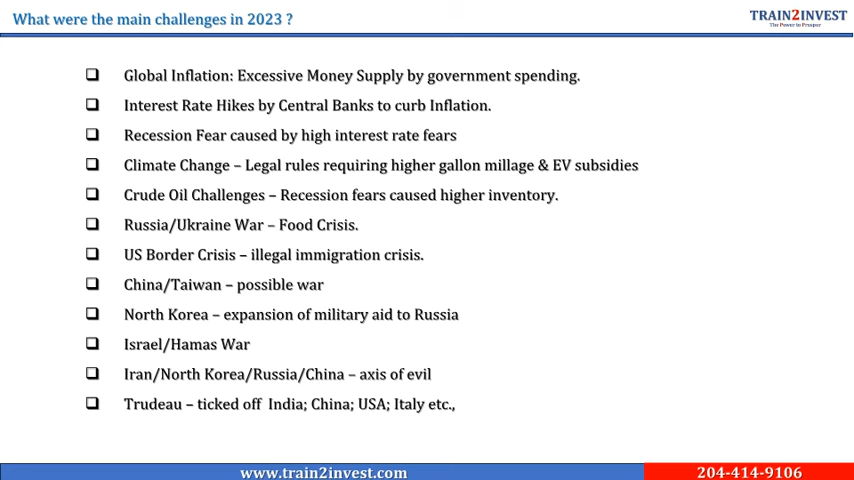 What were the main challenges in 2023 ?
TRAIN2INVEST
The Power to Prosper
❑ Global Inflation: Excessive Money Supply by government spending.
❑ Interest Rate Hikes by Central Banks to curb Inflation.
❑ Recession Fear caused by high interest rate fears
❑ Climate Change – Legal rules requiring higher gallon millage & EV subsidies
❑ Crude Oil Challenges – Recession fears caused higher inventory.
❑ Russia/Ukraine War – Food Crisis.
❑ US Border Crisis – illegal immigration crisis.
❑ China/Taiwan – possible war
❑ North Korea – expansion of military aid to Russia
❑ Israel/Hamas War
❑ Iran/North Korea/Russia/China – axis of evil
❑ Trudeau – ticked off India; China; USA; Italy etc.,
www.train2invest.com
204-414-9106